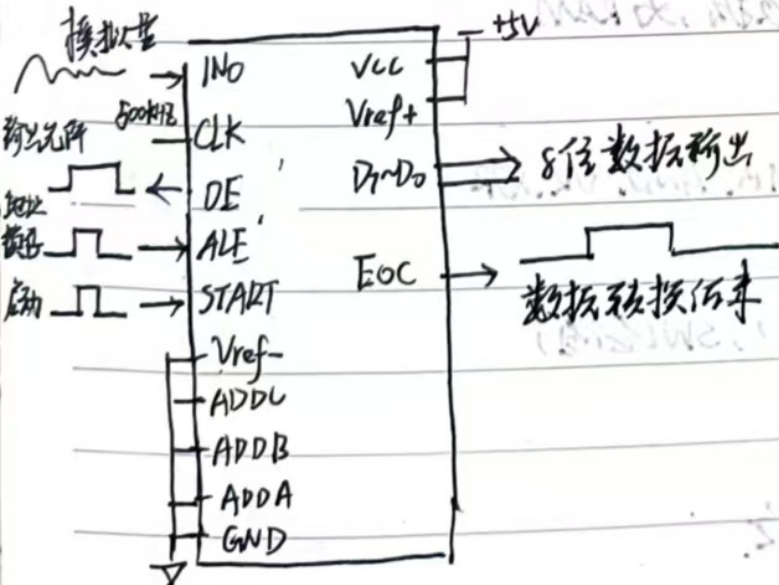 模拟量
+5V
IN0
VCC
500KHZ
Vref+
输出允许
CLK
D7~D0
8位数据输出
OE
地址
锁存
ALE
EOC
启动
START
数据转换结束
Vref-
ADDC
ADDB
ADDA
GND